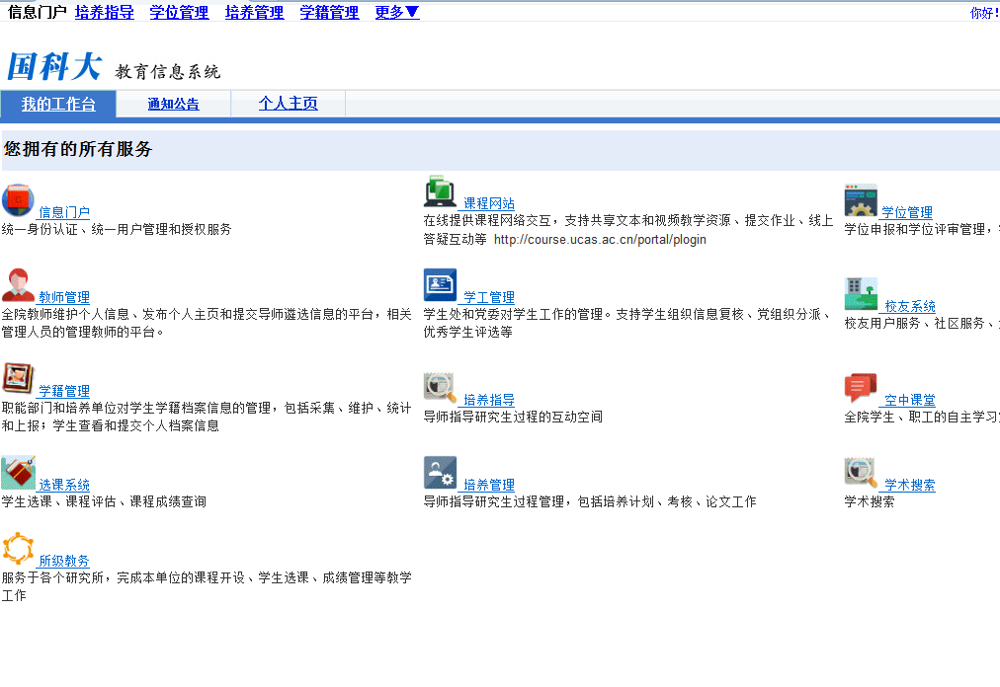 信息门户 培养指导 学位管理 培养管理 学籍管理 更多▼ 你好!
国科大 教育信息系统
我的工作台 通知公告 个人主页
您拥有的所有服务
信息门户
统一身份认证、统一用户管理和授权服务
课程网站
在线提供课程网络交互，支持共享文本和视频教学资源、提交作业、线上
答疑互动等 http://course.ucas.ac.cn/portal/plogin
学位管理
学位申报和学位评审管理，
教师管理
全院教师维护个人信息、发布个人主页和提交导师遴选信息的平台，相关
管理人员的管理教师的平台。
学工管理
学生处和党委对学生工作的管理。支持学生组织信息复核、党组织分派、
优秀学生评选等
校友系统
校友用户服务、社区服务、
学籍管理
职能部门和培养单位对学生学籍档案信息的管理，包括采集、维护、统计
和上报；学生查看和提交个人档案信息
培养指导
导师指导研究生过程的互动空间
空中课堂
全院学生、职工的自主学习
选课系统
学生选课、课程评估、课程成绩查询
培养管理
导师指导研究生过程管理，包括培养计划、考核、论文工作
学术搜索
学术搜索
所级教务
服务于各个研究所，完成本单位的课程开设、学生选课、成绩管理等教学
工作